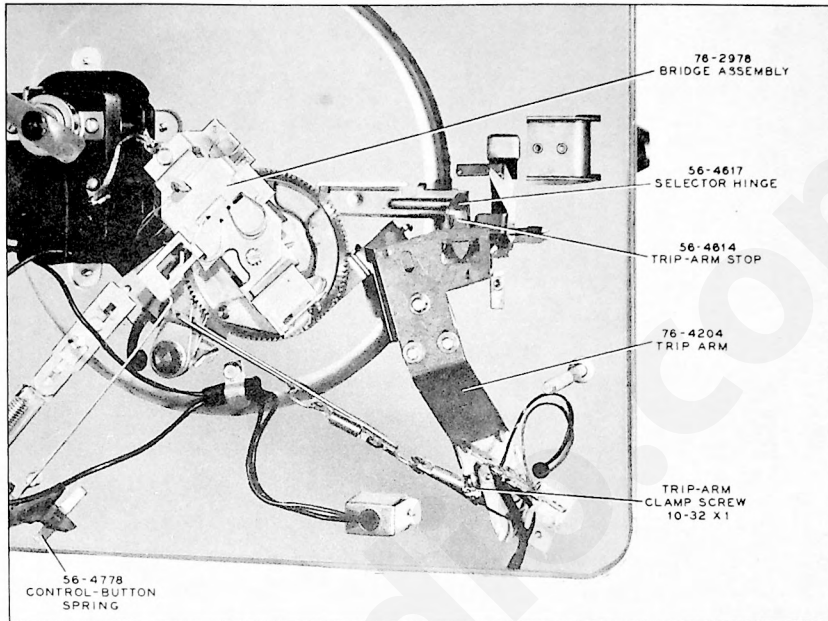 76-2978
BRIDGE ASSEMBLY
56-4617
SELECTOR HINGE
56-4614
TRIP-ARM STOP
76-4204
TRIP ARM
TRIP-ARM
CLAMP SCREW
10-32 X1
56-4778
CONTROL-BUTTON
SPRING